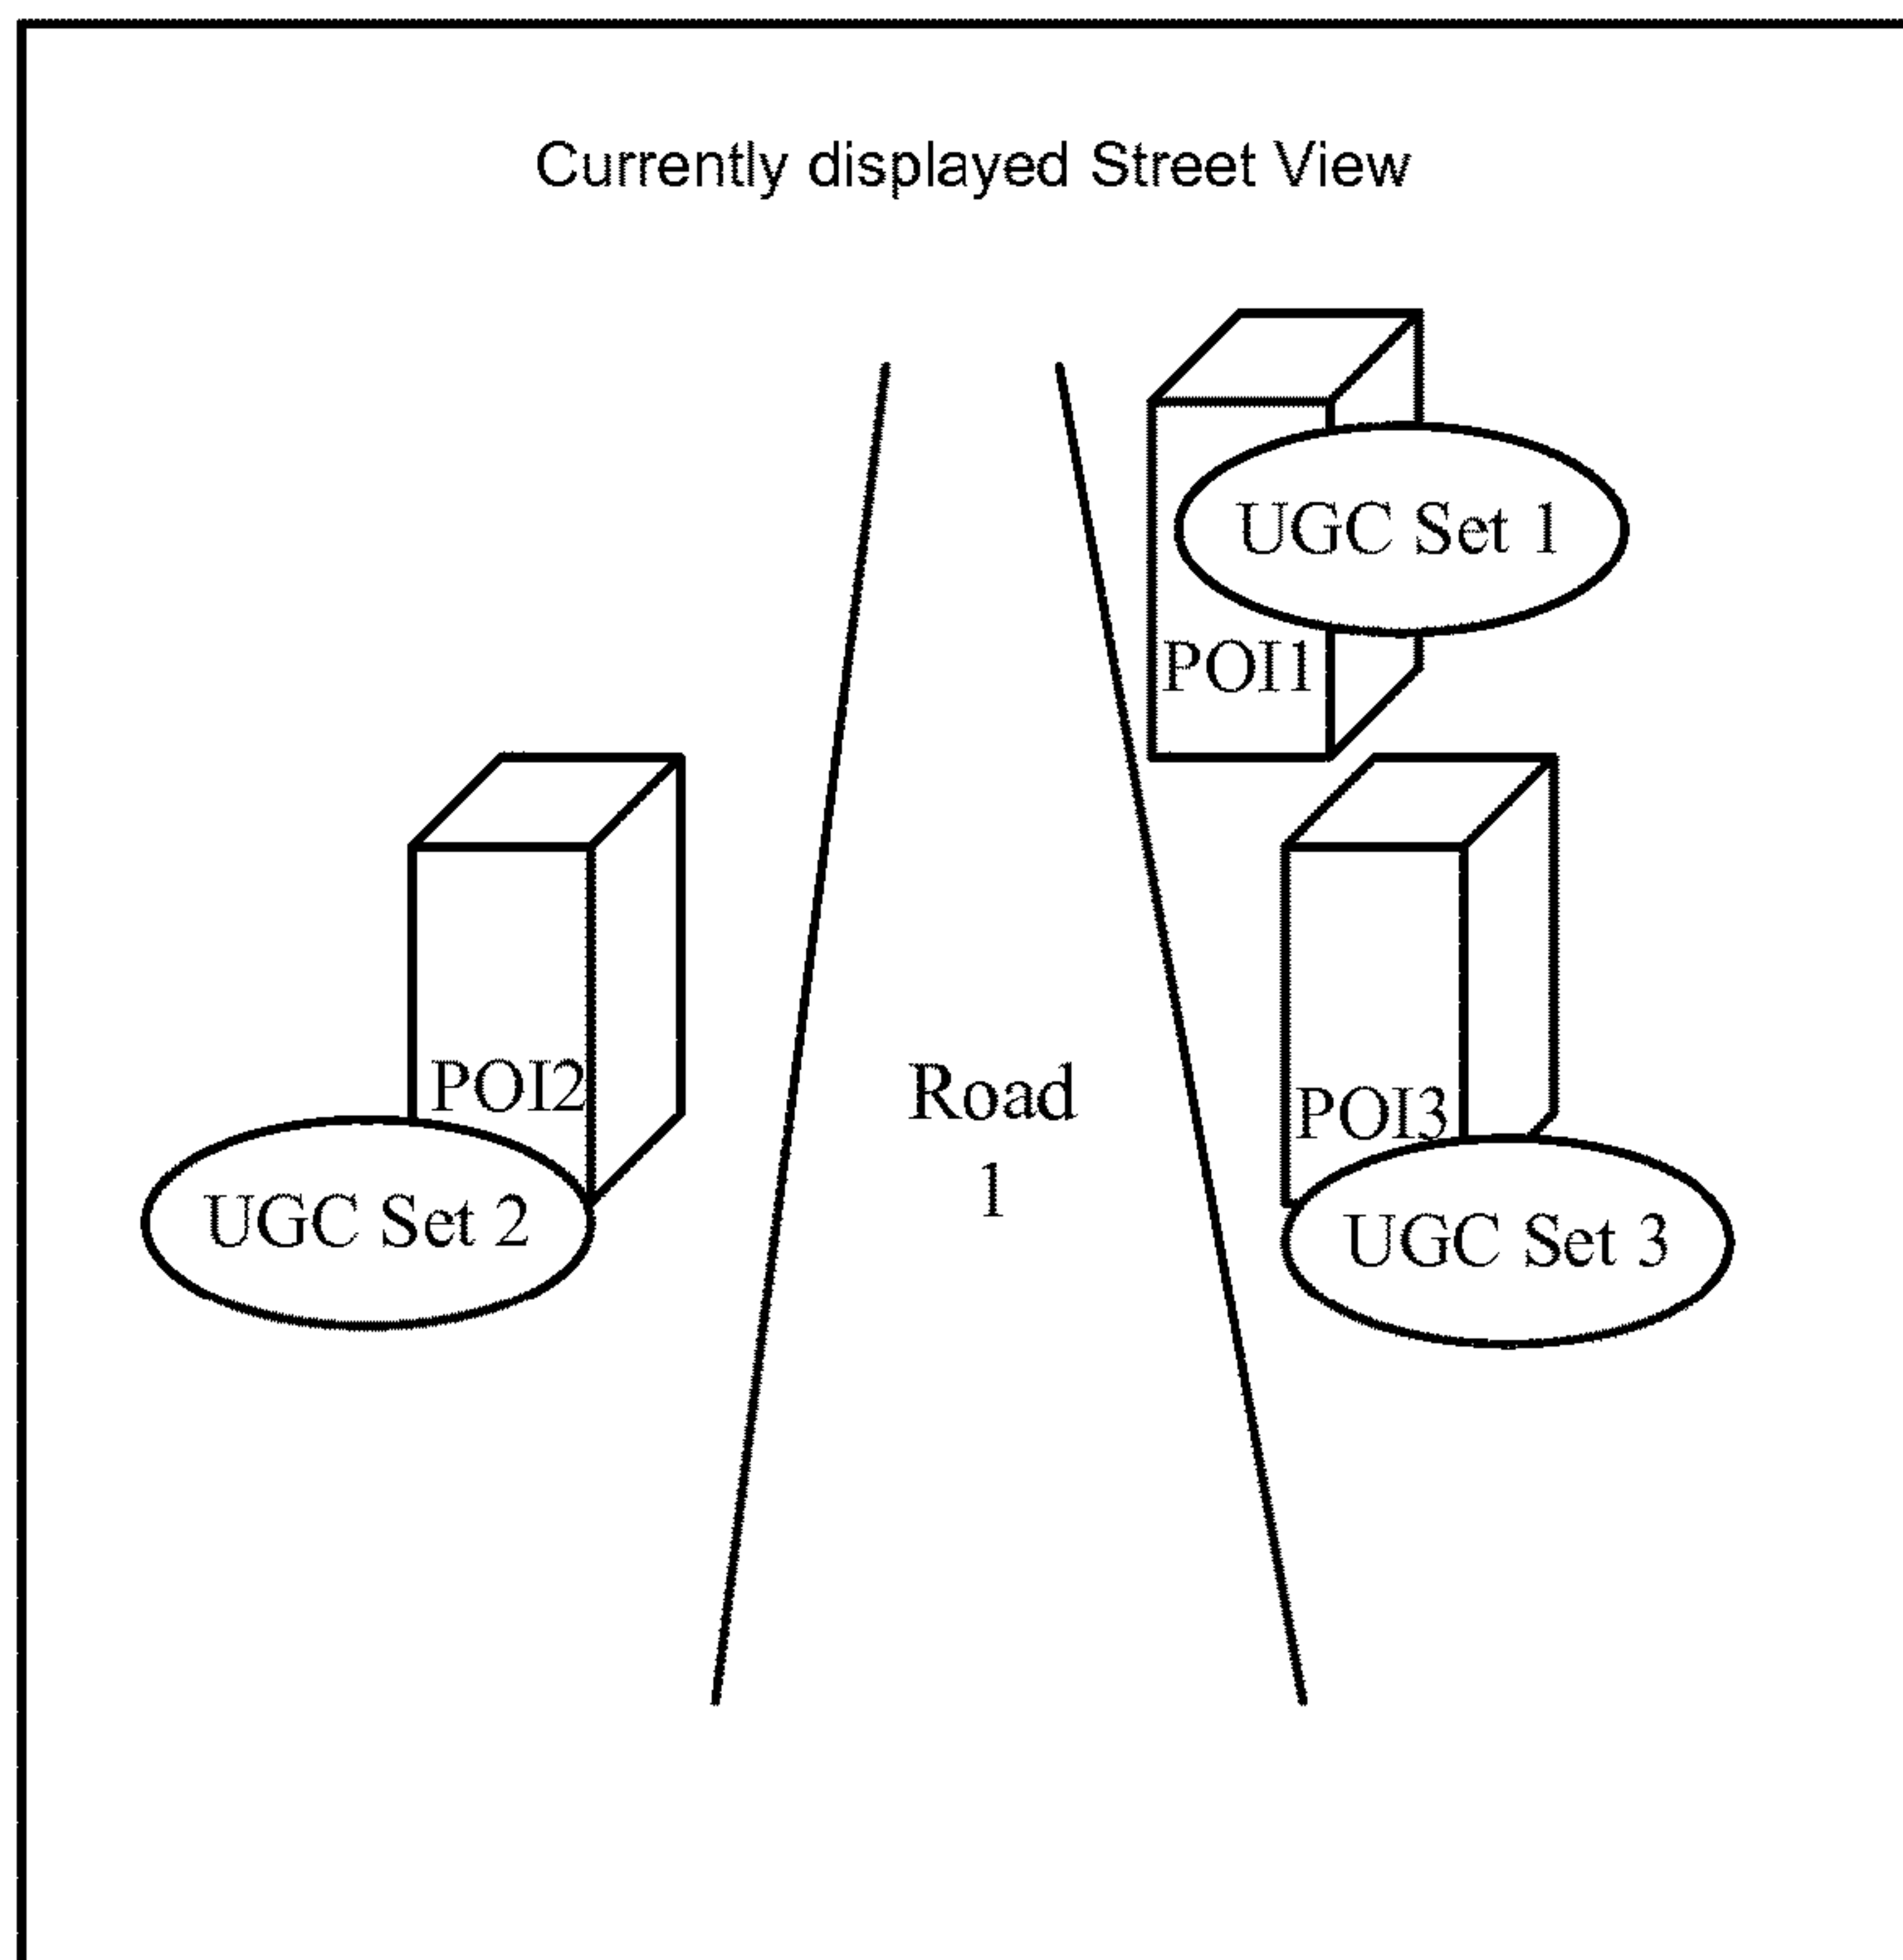 Currently displayed Street View
UGC Set 1
POI1
POI2
Road
1
POI3
UGC Set 2
UGC Set 3